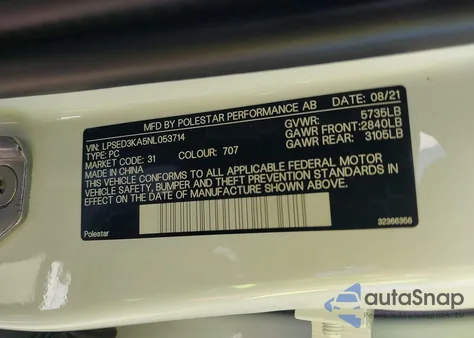 MFD BY POLESTAR PERFORMANCE AB DATE: 08/21
VIN: LPSED3KA5NL053714 GVWR: 5735LB
TYPE: PC GAWR FRONT:2840LB
MARKET: 31 COLOUR: 707 GAWR REAR: 3105LB
MADE IN CHINA
THIS VEHICLE CONFORMS TO ALL APPLICABLE FEDERAL MOTOR
VEHICLE SAFETY, BUMPER AND THEFT PREVENTION STANDARDS IN
EFFECT ON THE DATE OF MANUFACTURE SHOWN ABOVE.
Polestar 32366356
autoSnap